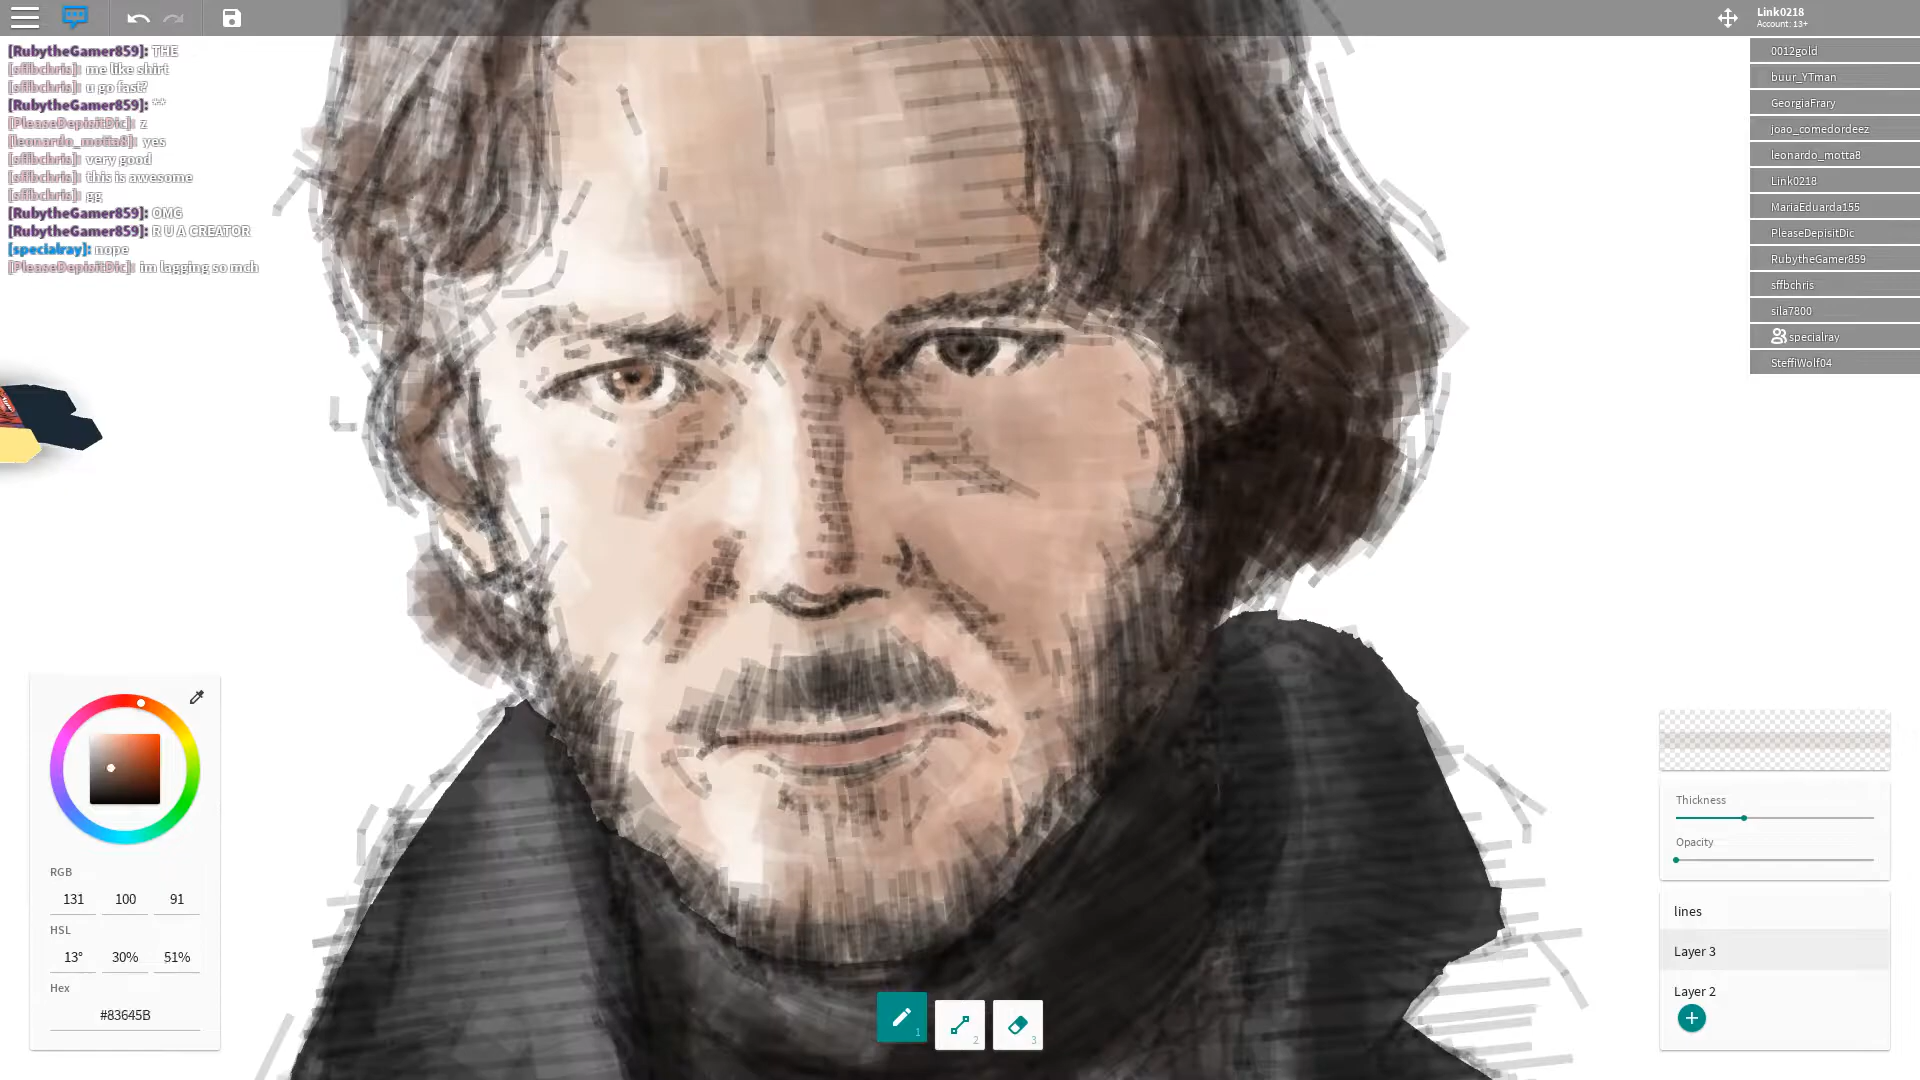 Link0218
Account: 13+
[RubytheGamer859]: THE
[sffbchris]: me like shirt
[sffbchris]: u go fast?
[RubytheGamer859]: **
[PleaseDepisitDic]: z
[leonardo_motta8]: yes
[sffbchris]: very good
[sffbchris]: this is awesome
[sffbchris]: gg
[RubytheGamer859]: OMG
[RubytheGamer859]: R U A CREATOR
[specialray]: nope
[PleaseDepisitDic]: im lagging so mch
0012gold
buur_YTman
GeorgiaFrary
joao_comedordeez
leonardo_motta8
Link0218
MariaEduarda155
PleaseDepisitDic
RubytheGamer859
sffbchris
sila7800
specialray
SteffiWolf04
RGB
131 100 91
HSL
13° 30% 51%
Hex
#83645B
1
2
3
Thickness
Opacity
lines
Layer 3
Layer 2